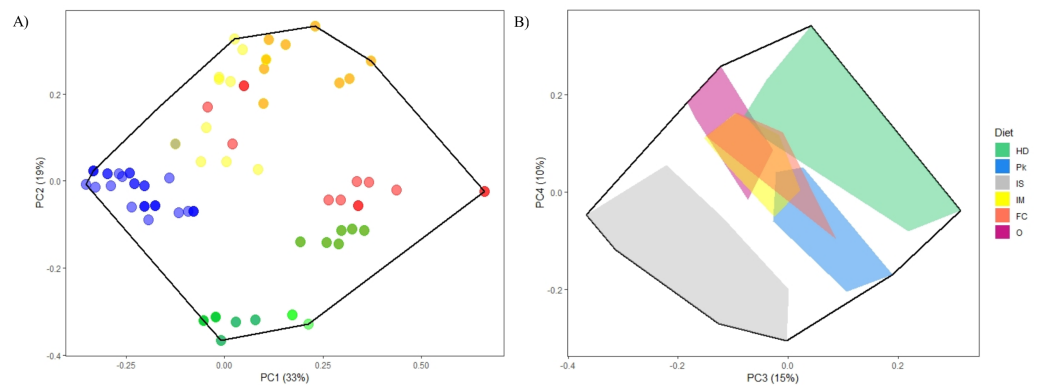 A)
B)
0.2
0.0
-0.2
-0.4
PC2 (19%)
-0.25
0.00
0.25
0.50
PC1 (33%)
0.2
0.0
-0.2
PC4 (10%)
-0.4
-0.2
0.0
0.2
PC3 (15%)
Diet
HD
Pk
IS
IM
FC
O